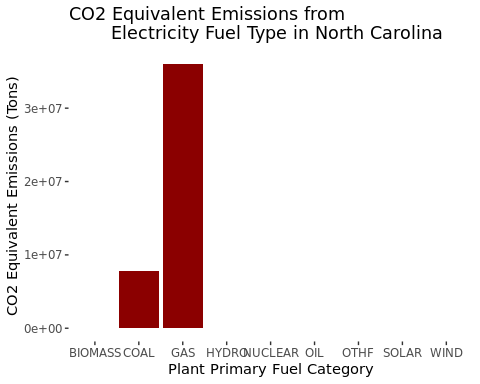 CO2 Equivalent Emissions from
Electricity Fuel Type in North Carolina
CO2 Equivalent Emissions (Tons)
3e+07
2e+07
1e+07
0e+00
BIOMASS COAL GAS HYDRO NUCLEAR OIL OTHF SOLAR WIND
Plant Primary Fuel Category